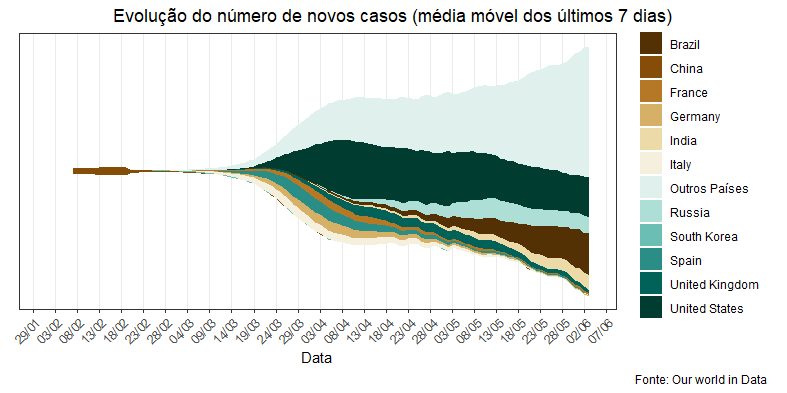 Evolução do número de novos casos (média móvel dos últimos 7 dias)
Brazil
China
France
Germany
India
Italy
Outros Países
Russia
South Korea
Spain
United Kingdom
United States
29/01
03/02
08/02
13/02
18/02
23/02
28/02
04/03
09/03
14/03
19/03
24/03
29/03
03/04
08/04
13/04
18/04
23/04
28/04
03/05
08/05
13/05
18/05
23/05
28/05
02/06
07/06
Data
Fonte: Our world in Data